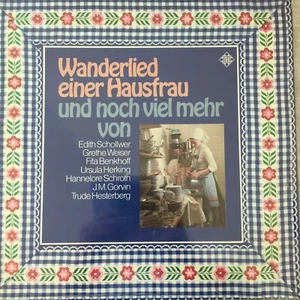 Wanderlied
einer Hausfrau
und noch viel mehr
von
Edith Schollwer
Grethe Weiser
Fita Benkhoff
Ursula Herking
Hannelore Schroth
J.M. Gorvin
Trude Hesterberg